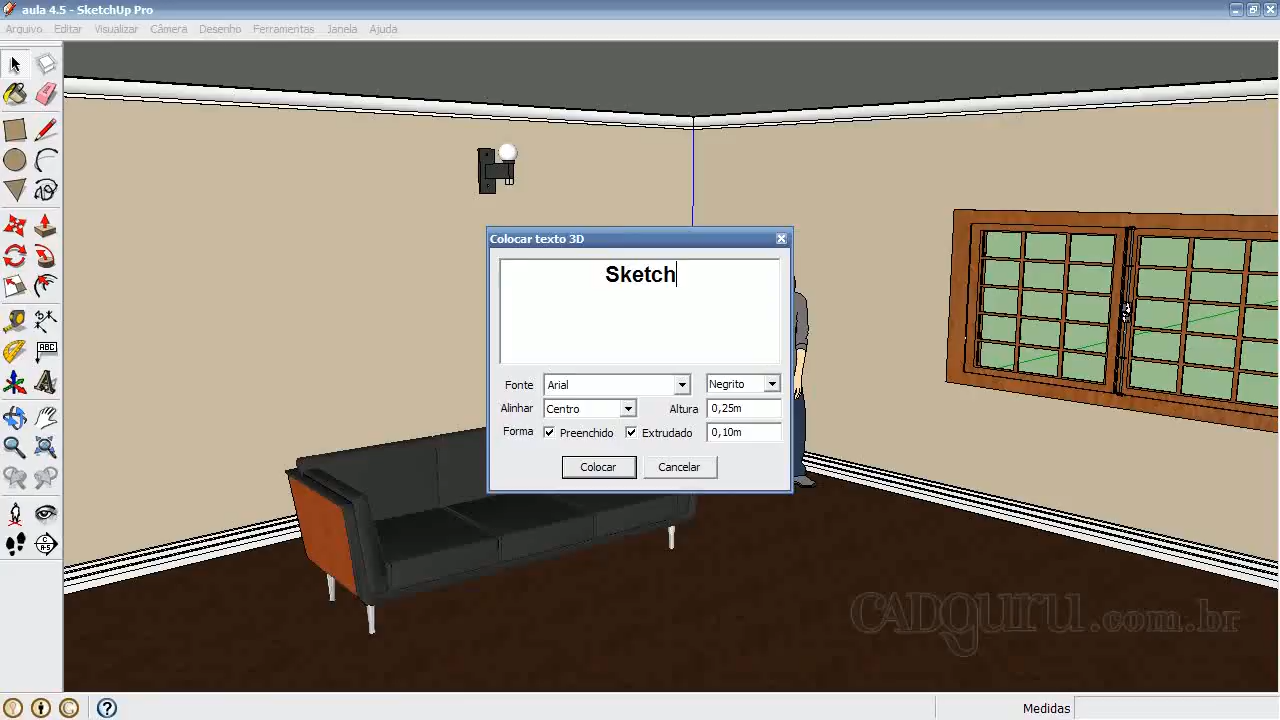 aula 4.5 - SketchUp Pro
Arquivo Editar Visualizar Câmera Desenho Ferramentas Janela Ajuda
ABC
Colocar texto 3D
Sketch
Fonte Arial Negrito
Alinhar Centro Altura 0,25m
Forma Preenchido Extrudado 0,10m
Colocar Cancelar
CADguru.com.br
Medidas